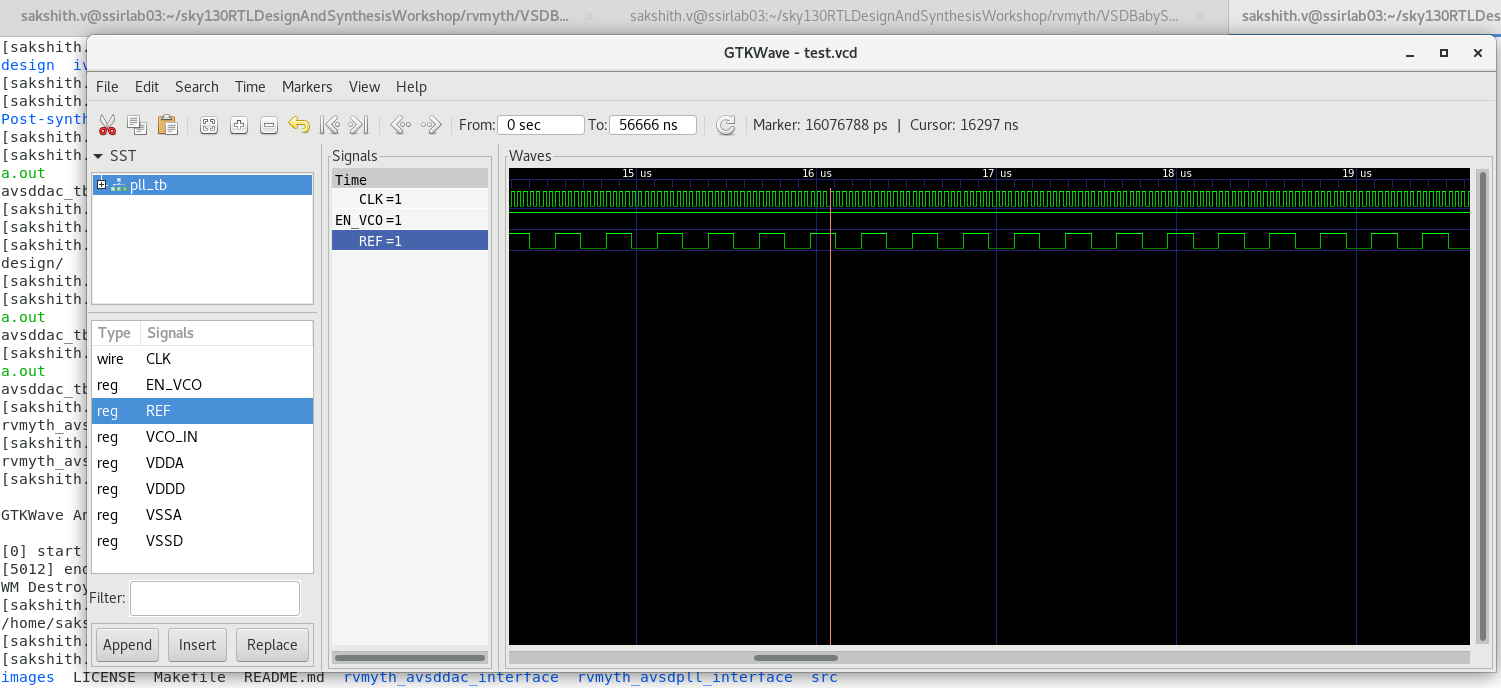 sakshith.v@ssirlab03:~/sky130RTLDesignAndSynthesisWorkshop/rvmyth/VSDB... × sakshith.v@ssirlab03:~/sky130RTLDesignAndSynthesisWorkshop/rvmyth/VSDBabyS... × sakshith.v@ssirlab03:~/sky130RTLDes
[sakshith.
GTKWave - test.vcd
design iv
[sakshith.
File Edit Search Time Markers View Help
[sakshith.
Post-synth
From: 0 sec To: 56666 ns Marker: 16076788 ps | Cursor: 16297 ns
[sakshith.
[sakshith.
SST
Signals
Waves
a.out
pll_tb
Time
15 us 16 us 17 us 18 us 19 us
avsddac_tb
CLK=1
[sakshith.
EN_VCO=1
[sakshith.
REF=1
[sakshith.
design/
[sakshith.
[sakshith.
a.out
avsddac_tb
Type Signals
[sakshith.
wire CLK
a.out
reg EN_VCO
avsddac_tb
[sakshith.
reg REF
rvmyth_avs
reg VCO_IN
[sakshith.
rvmyth_avs
reg VDDA
[sakshith.
reg VDDD
GTKWave An
reg VSSA
reg VSSD
[0] start
[5012] end
WM Destroy
Filter:
[sakshith.
/home/saks
[sakshith.
Append Insert Replace
[sakshith.
images LICENSE Makefile README.md rvmyth_avsddac_interface rvmyth_avsdpll_interface src